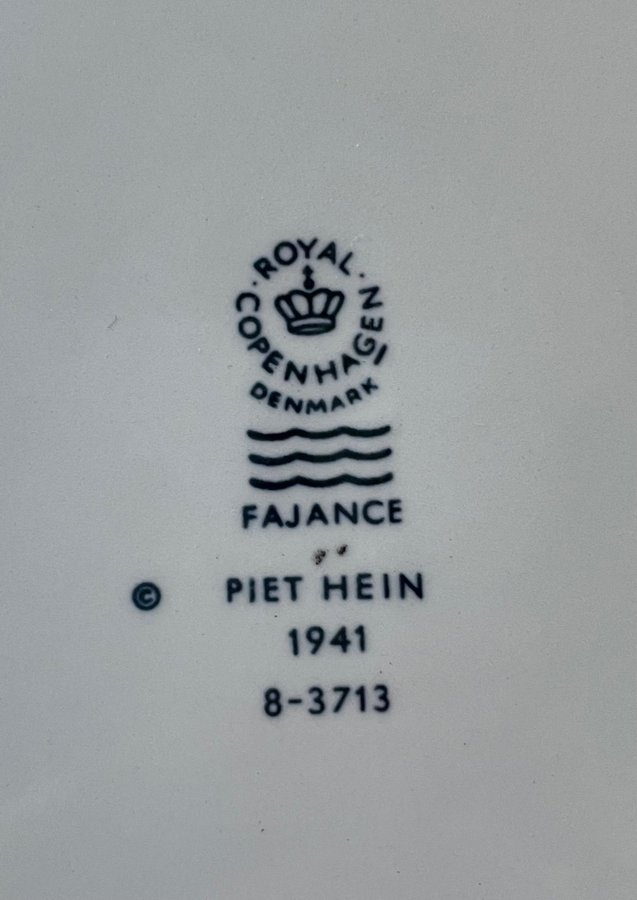 ROYAL
COPENHAGEN
DENMARK
FAJANCE
© PIET HEIN
1941
8-3713